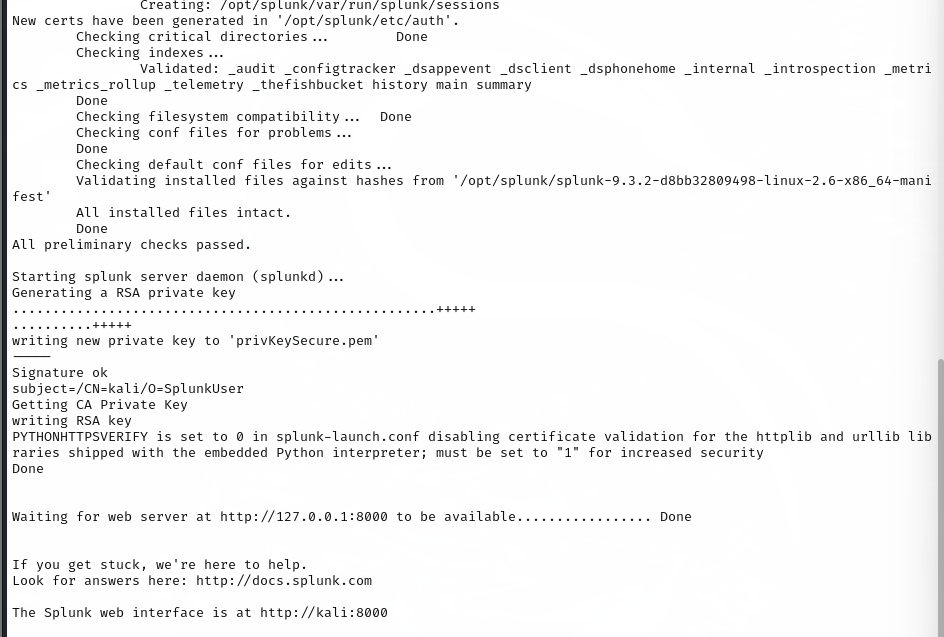 Creating: /opt/splunk/var/run/splunk/sessions
New certs have been generated in '/opt/splunk/etc/auth'.
Checking critical directories... Done
Checking indexes...
Validated: _audit _configtracker _dsappevent _dsclient _dsphonehome _internal _introspection _metri
cs _metrics_rollup _telemetry _thefishbucket history main summary
Done
Checking filesystem compatibility... Done
Checking conf files for problems...
Done
Checking default conf files for edits...
Validating installed files against hashes from '/opt/splunk/splunk-9.3.2-d8bb32809498-linux-2.6-x86_64-mani
fest'
All installed files intact.
Done
All preliminary checks passed.
Starting splunk server daemon (splunkd)...
Generating a RSA private key
.....................................................+++++
..........+++++
writing new private key to 'privKeySecure.pem'
-----
Signature ok
subject=/CN=kali/O=SplunkUser
Getting CA Private Key
writing RSA key
PYTHONHTTPSVERIFY is set to 0 in splunk-launch.conf disabling certificate validation for the httplib and urllib lib
raries shipped with the embedded Python interpreter; must be set to "1" for increased security
Done
Waiting for web server at http://127.0.0.1:8000 to be available................. Done
If you get stuck, we're here to help.
Look for answers here: http://docs.splunk.com
The Splunk web interface is at http://kali:8000